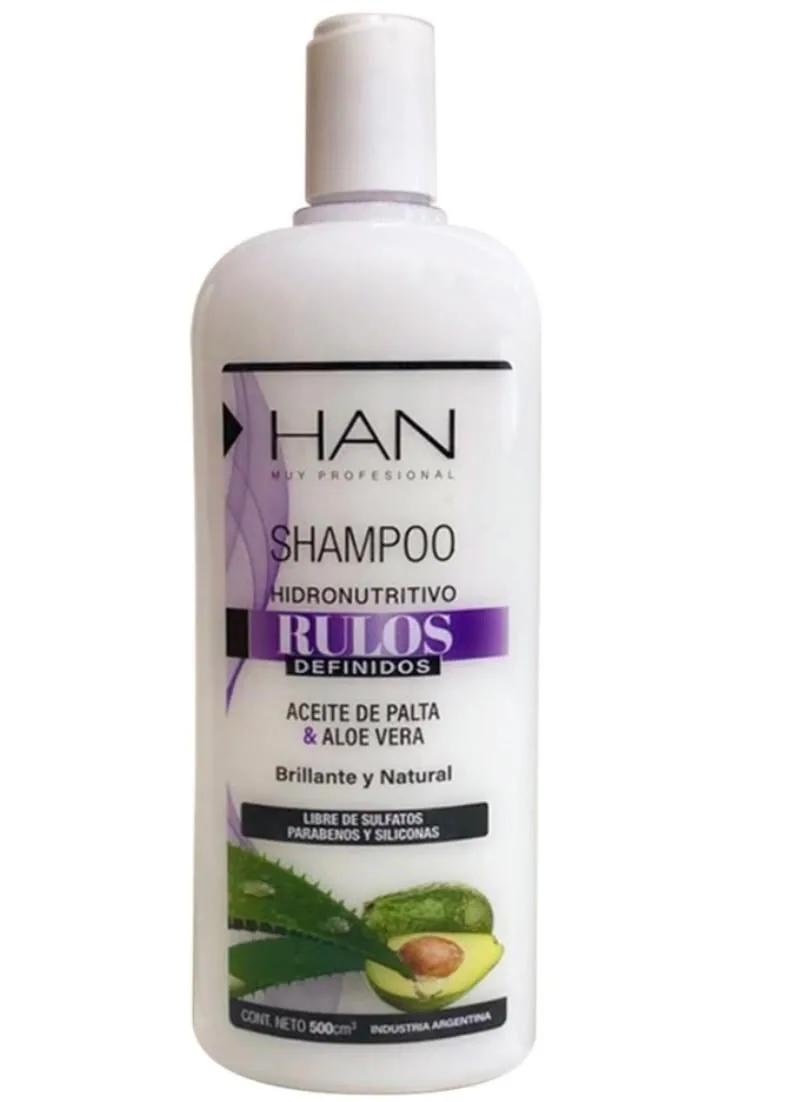 HAN
MUY PROFESIONAL
SHAMPOO
HIDRONUTRITIVO
RULOS
DEFINIDOS
ACEITE DE PALTA
& ALOE VERA
Brillante y Natural
LIBRE DE SULFATOS
PARABENOS Y SILICONAS
CONT. NETO 500cm³ INDUSTRIA ARGENTINA